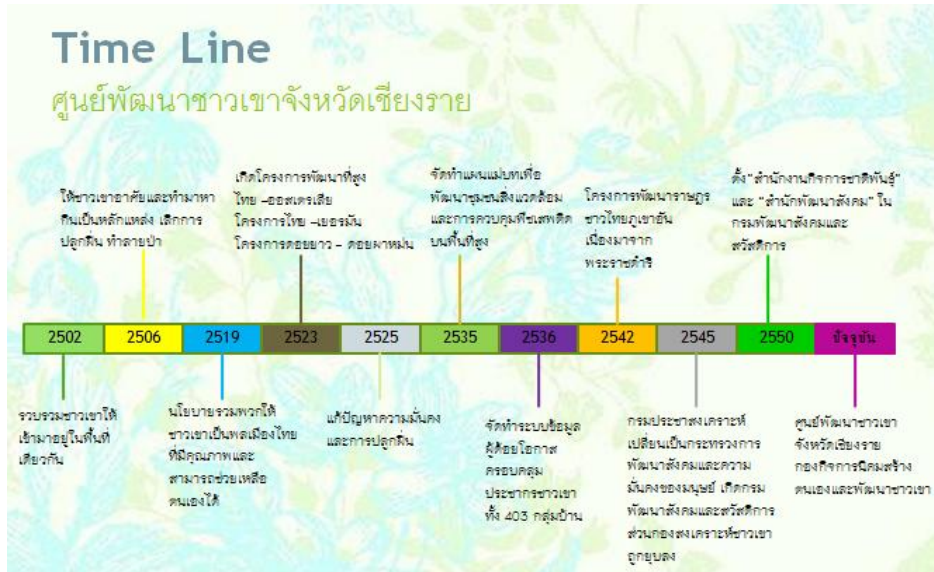 Time Line
ศูนย์พัฒนาชาวเขาจังหวัดเชียงราย
ให้ชาวเขาอาศัยและทำมาหา
กินเป็นหลักแหล่ง เลิกการ
ปลูกฝิ่น ทำลายป่า
เกิดโครงการพัฒนาที่สูง
ไทย –ออสเตรเลีย
โครงการไทย –เยอรมัน
โครงการดอยยาว – ดอยผาหม่น
จัดทำแผนแม่บทเพื่อ
พัฒนาชุมชนสิ่งแวดล้อม
และการควบคุมพืชเสพติด
บนพื้นที่สูง
โครงการพัฒนาราษฎร
ชาวไทยภูเขาอัน
เนื่องมาจาก
พระราชดำริ
ตั้ง"สำนักงานกิจการชาติพันธุ์"
และ "สำนักพัฒนาสังคม" ใน
กรมพัฒนาสังคมและ
สวัสดิการ
2502 2506 2519 2523 2525 2535 2536 2542 2545 2550 ปัจจุบัน
รวบรวมชาวเขาให้
เข้ามาอยู่ในพื้นที่
เดียวกัน
นโยบายรวมพวกให้
ชาวเขาเป็นพลเมืองไทย
ที่มีคุณภาพและ
สามารถช่วยเหลือ
ตนเองได้
แก้ปัญหาความมั่นคง
และการปลูกฝิ่น
จัดทำระบบข้อมูล
ผู้ด้อยโอกาส
ครอบคลุม
ประชากรชาวเขา
ทั้ง 403 กลุ่มบ้าน
กรมประชาสงเคราะห์
เปลี่ยนเป็นกระทรวงการ
พัฒนาสังคมและความ
มั่นคงของมนุษย์ เกิดกรม
พัฒนาสังคมและสวัสดิการ
ส่วนกองสงเคราะห์ชาวเขา
ถูกยุบลง
ศูนย์พัฒนาชาวเขา
จังหวัดเชียงราย
กองกิจการนิคมสร้าง
ตนเองและพัฒนาชาวเขา